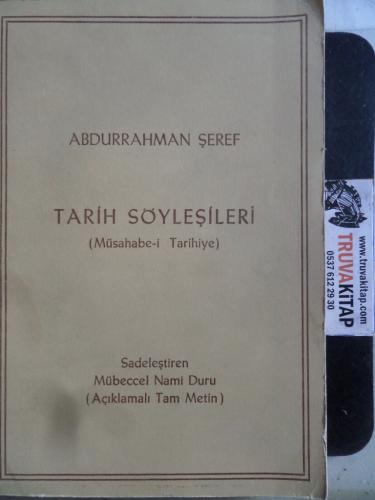 ABDURRAHMAN ŞEREF
TARİH SÖYLEŞİLERİ
(Müsahabe-i Tarihiye)
Sadeleştiren
Mübeccel Nami Duru
(Açıklamalı Tam Metin)
TRUVAKİTAP
www.truvakitap.com
0537 612 29 30